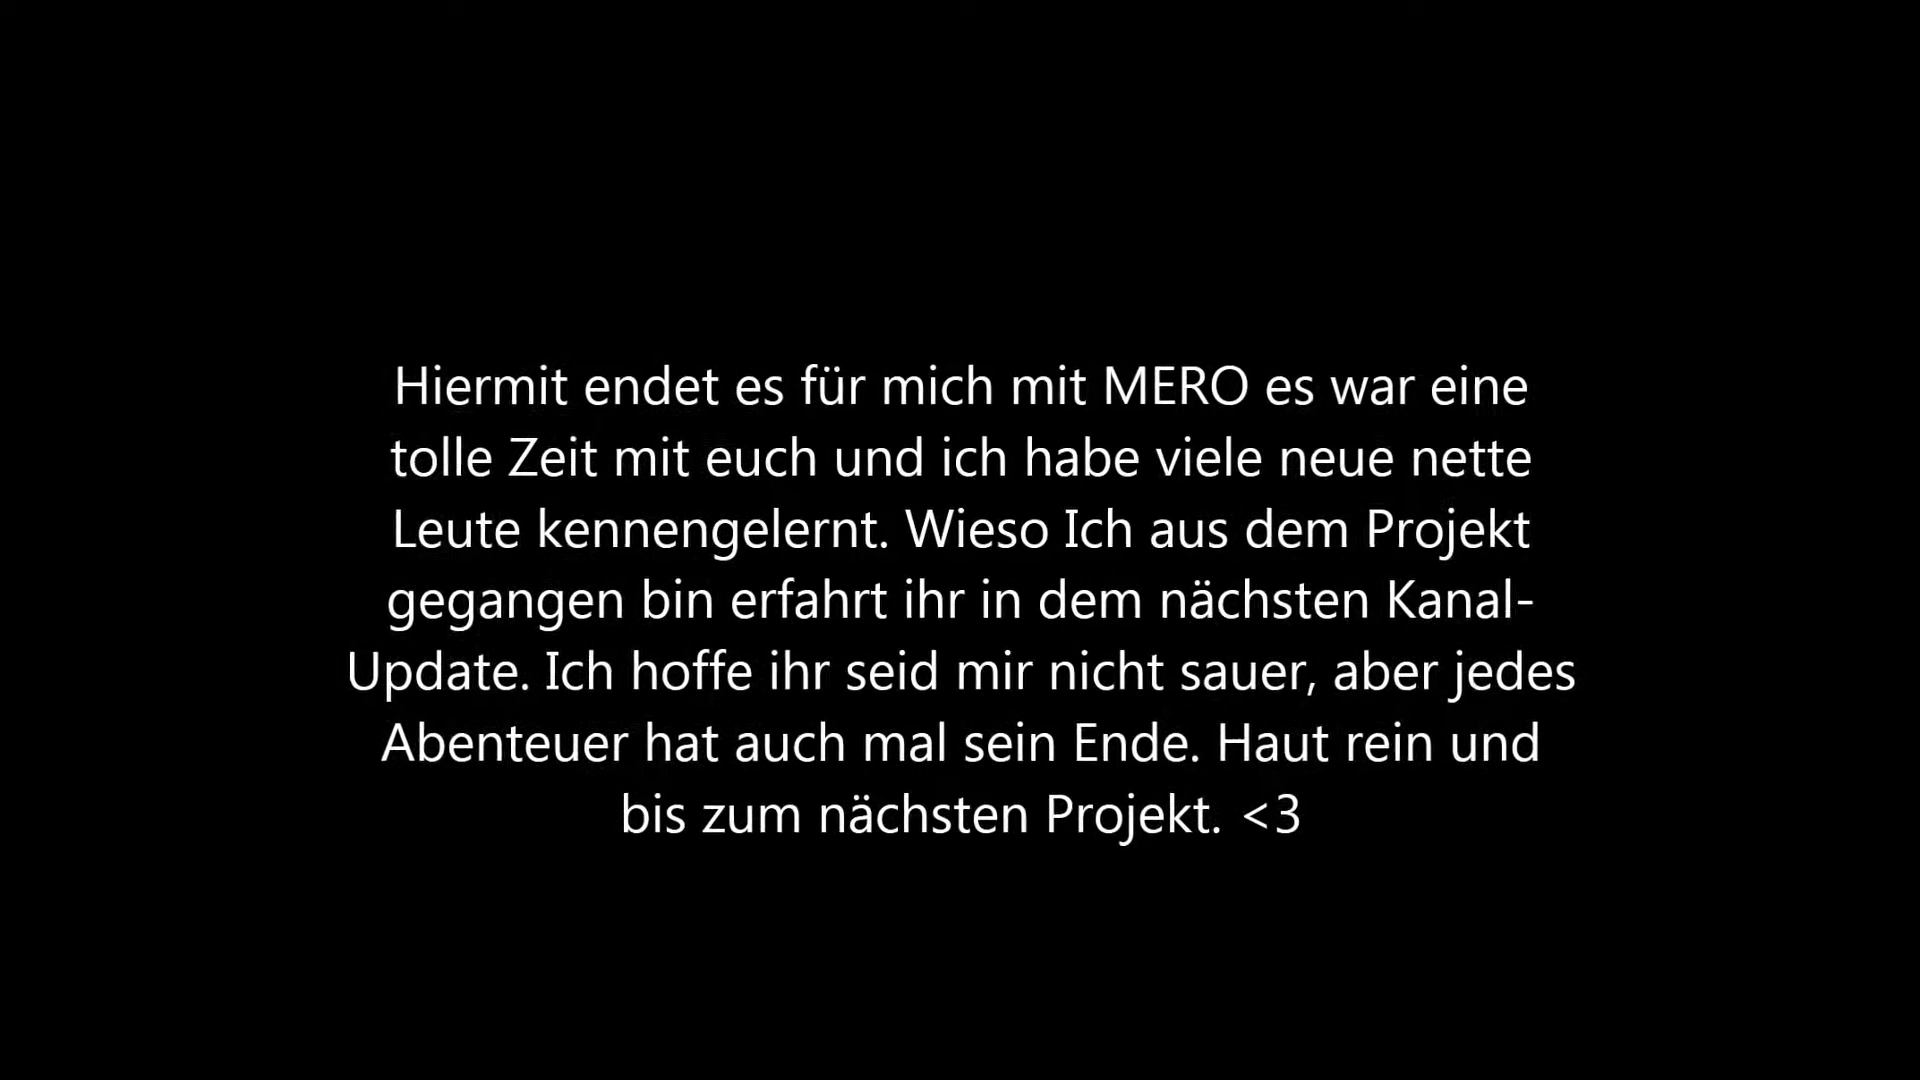 Hiermit endet es für mich mit MERO es war eine
tolle Zeit mit euch und ich habe viele neue nette
Leute kennengelernt. Wieso Ich aus dem Projekt
gegangen bin erfahrt ihr in dem nächsten Kanal-
Update. Ich hoffe ihr seid mir nicht sauer, aber jedes
Abenteuer hat auch mal sein Ende. Haut rein und
bis zum nächsten Projekt. <3